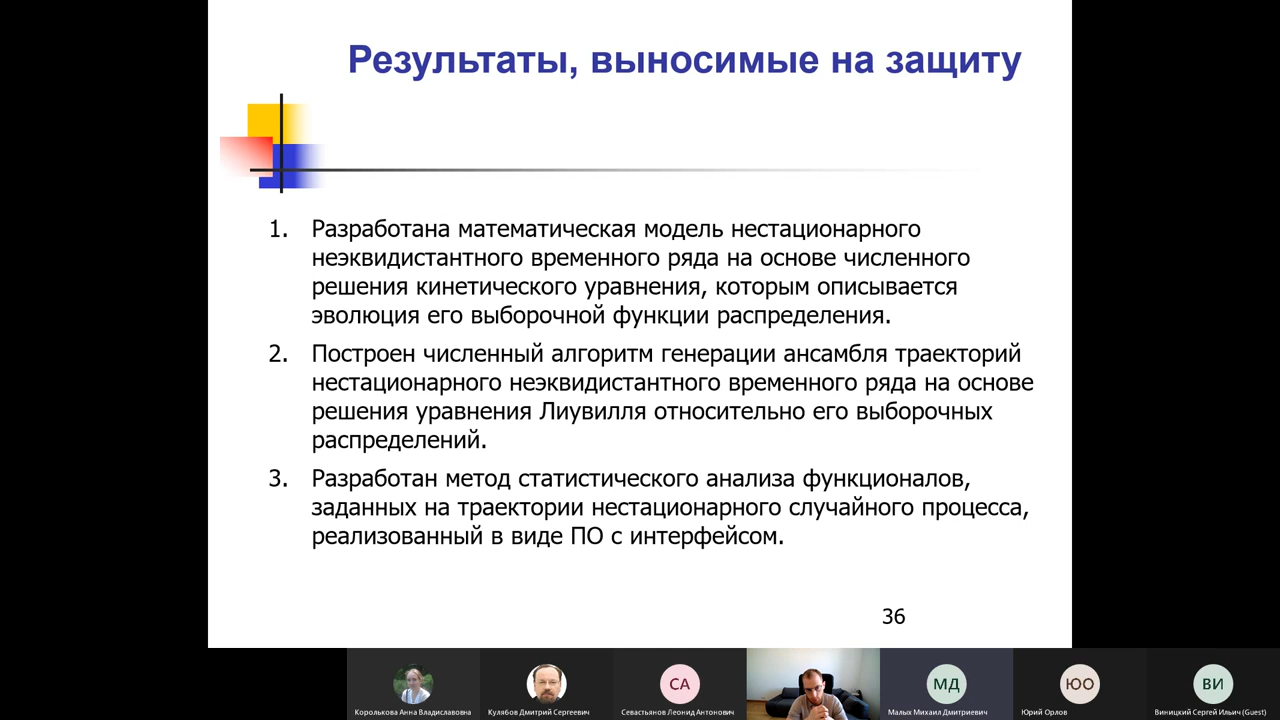 Результаты, выносимые на защиту
1. Разработана математическая модель нестационарного
неэквидистантного временного ряда на основе численного
решения кинетического уравнения, которым описывается
эволюция его выборочной функции распределения.
2. Построен численный алгоритм генерации ансамбля траекторий
нестационарного неэквидистантного временного ряда на основе
решения уравнения Лиувилля относительно его выборочных
распределений.
3. Разработан метод статистического анализа функционалов,
заданных на траектории нестационарного случайного процесса,
реализованный в виде ПО с интерфейсом.
36
СА
МД
ЮО
ВИ
Королькова Анна Владиславовна
Кулябов Дмитрий Сергеевич
Севастьянов Леонид Антонович
Малых Михаил Дмитриевич
Юрий Орлов
Виницкий Сергей Ильич (Guest)